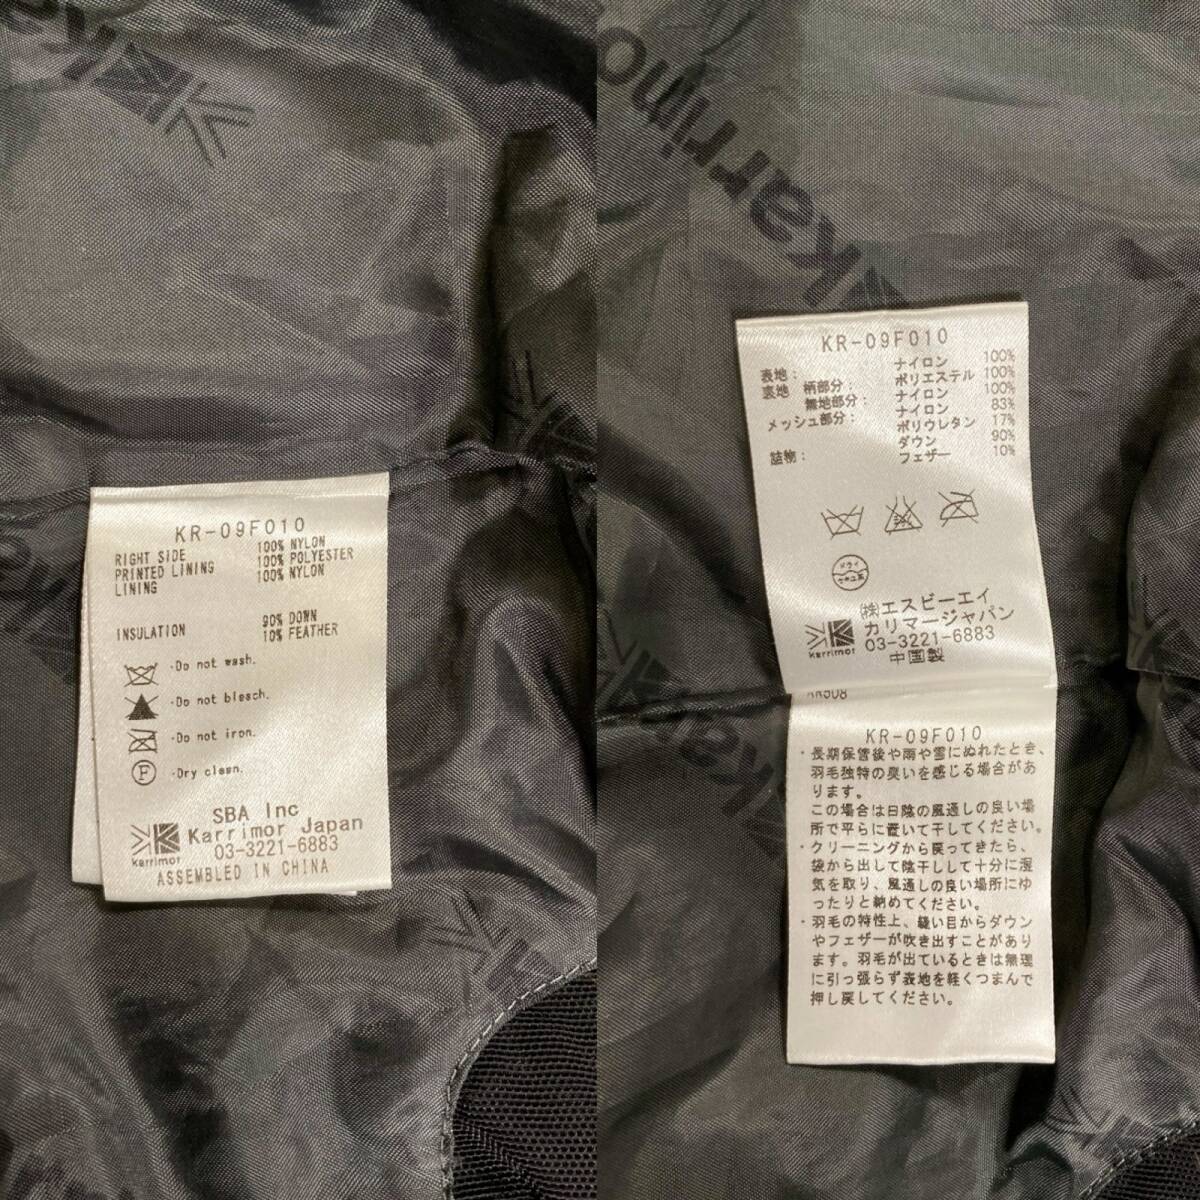 KR-09F010
RIGHT SIDE 100% NYLON
PRINTED LINING 100% POLYESTER
LINING 100% NYLON
INSULATION 90% DOWN
10% FEATHER
·Do not wash.
·Do not bleach.
·Do not iron.
F ·Dry clean.
SBA Inc
Karrimor Japan
03-3221-6883
karrimor
ASSEMBLED IN CHINA
karrimor
KR-09F010
表地： ナイロン 100%
裏地 柄部分： ポリエステル 100%
無地部分： ナイロン 100%
メッシュ部分： ナイロン 83%
ポリウレタン 17%
詰物： ダウン 90%
フェザー 10%
ドライ
セキユ系
㈱エスビーエイ
カリマージャパン
03-3221-6883
karrimor
中国製
KR-09F010
・長期保管後や雨や雪にぬれたとき、
羽毛独特の臭いを感じる場合があ
ります。
この場合は日陰の風通しの良い場
所で平らに置いて干してください。
・クリーニングから戻ってきたら、
袋から出して陰干しして十分に湿
気を取り、風通しの良い場所にゆ
ったりと納めてください。
・羽毛の特性上、縫い目からダウン
やフェザーが吹き出すことがあり
ます。羽毛が出ているときは無理
に引っ張らず表地を軽くつまんで
押し戻してください。